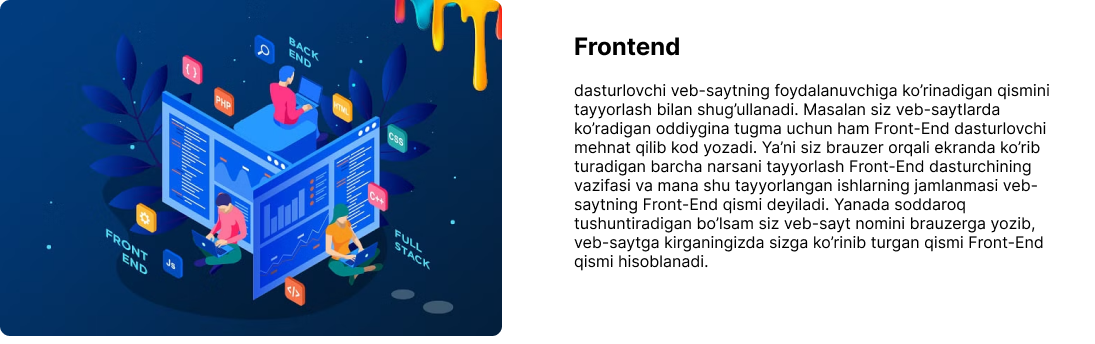 BACK
END
{ }
PHP
HTML
CSS
C++
FRONT
END
Js
FULL
STACK
</>
Frontend
dasturlovchi veb-saytning foydalanuvchiga ko’rinadigan qismini
tayyorlash bilan shug’ullanadi. Masalan siz veb-saytlarda
ko’radigan oddiygina tugma uchun ham Front-End dasturlovchi
mehnat qilib kod yozadi. Ya’ni siz brauzer orqali ekranda ko’rib
turadigan barcha narsani tayyorlash Front-End dasturchining
vazifasi va mana shu tayyorlangan ishlarning jamlanmasi veb-
saytning Front-End qismi deyiladi. Yanada soddaroq
tushuntiradigan bo’lsam siz veb-sayt nomini brauzerga yozib,
veb-saytga kirganingizda sizga ko’rinib turgan qismi Front-End
qismi hisoblanadi.